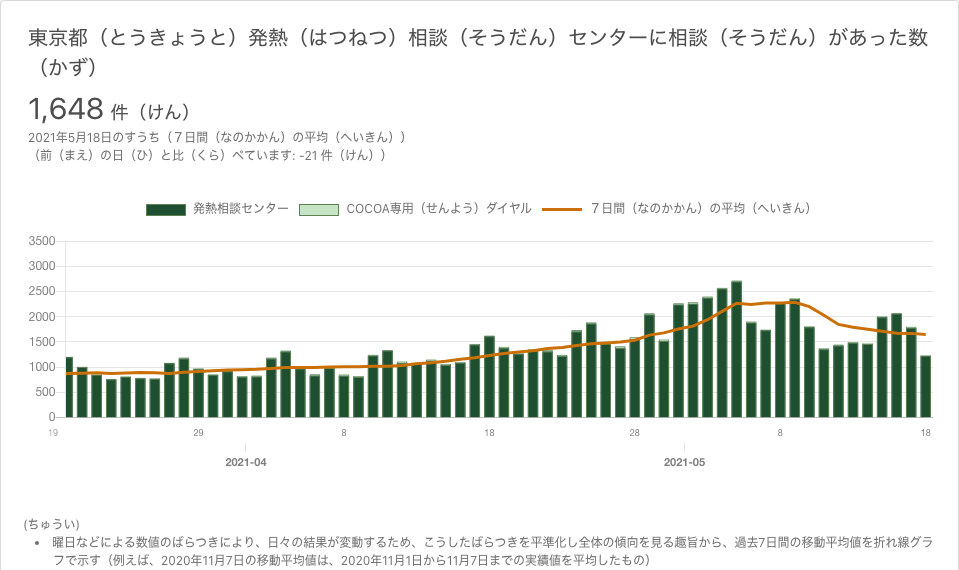 東京都（とうきょうと）発熱（はつねつ）相談（そうだん）センターに相談（そうだん）があった数
（かず）
1,648 件（けん）
2021年5月18日のすうち（７日間（なのかかん）の平均（へいきん））
（前（まえ）の日（ひ）と比（くら）べています: -21 件（けん））
発熱相談センター COCOA専用（せんよう）ダイヤル ７日間（なのかかん）の平均（へいきん）
3500
3000
2500
2000
1500
1000
500
0
19 29 8 18 28 8 18
2021-04 2021-05
(ちゅうい)
• 曜日などによる数値のばらつきにより、日々の結果が変動するため、こうしたばらつきを平準化し全体の傾向を見る趣旨から、過去7日間の移動平均値を折れ線グラ
フで示す（例えば、2020年11月7日の移動平均値は、2020年11月1日から11月7日までの実績値を平均したもの）